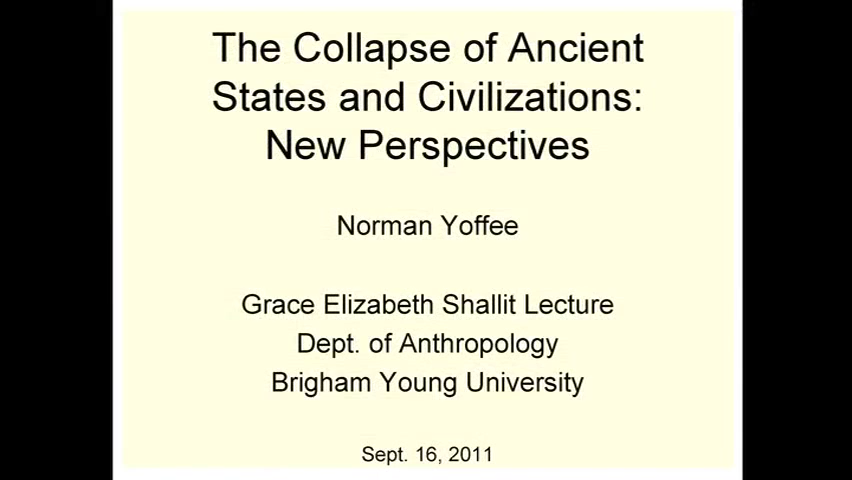 The Collapse of Ancient
States and Civilizations:
New Perspectives
Norman Yoffee
Grace Elizabeth Shallit Lecture
Dept. of Anthropology
Brigham Young University
Sept. 16, 2011